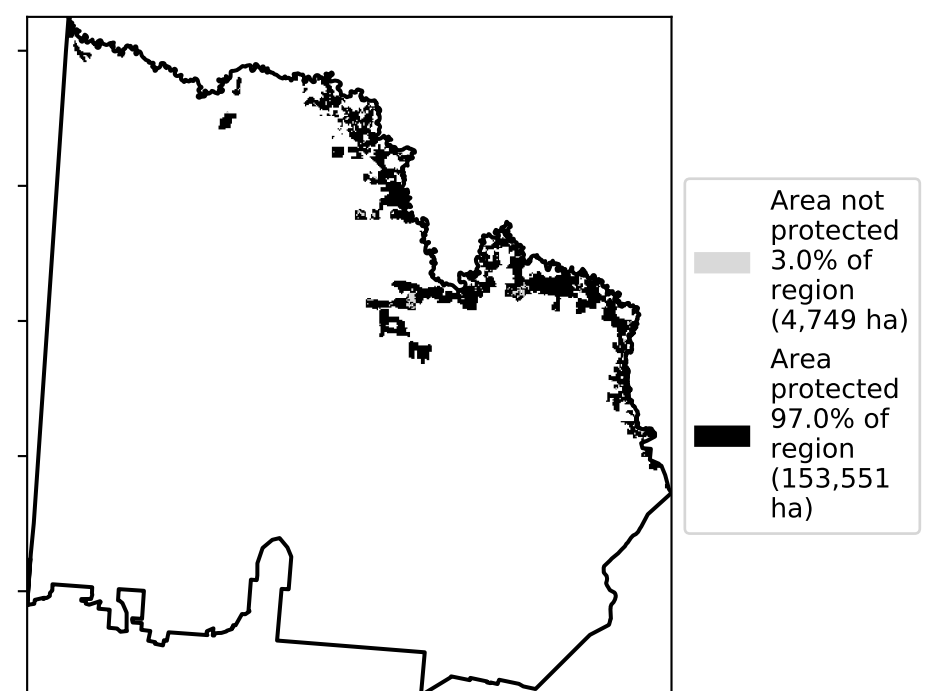 Area not
protected
3.0% of
region
(4,749 ha)
Area
protected
97.0% of
region
(153,551
ha)